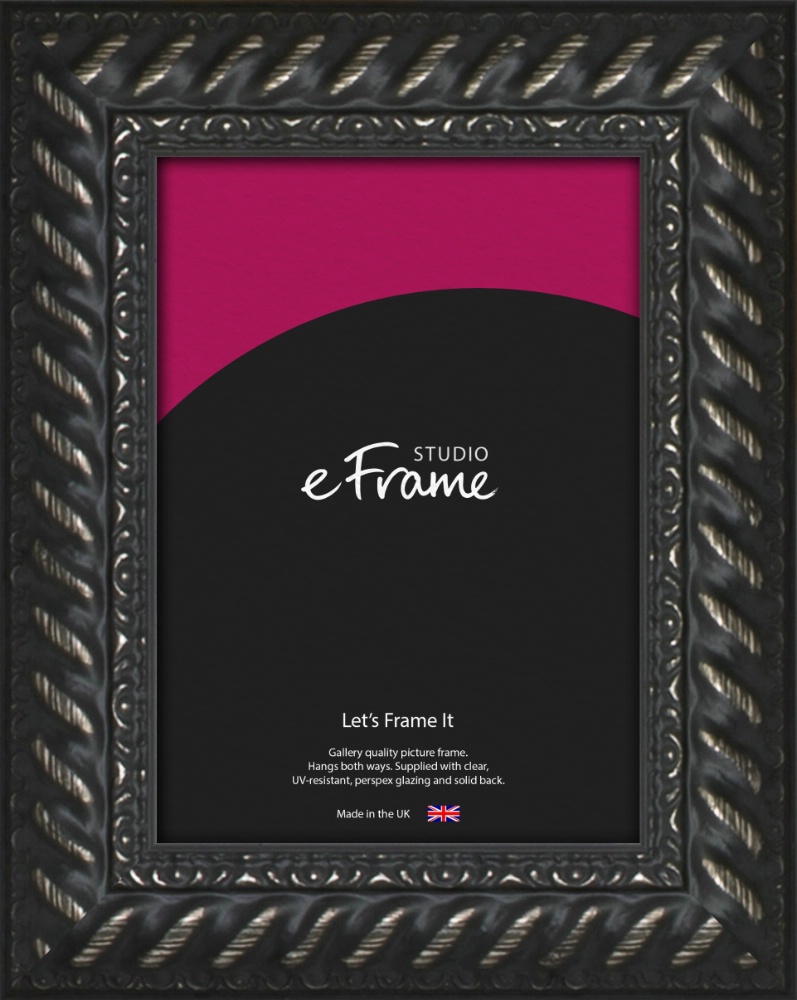 STUDIO
eFrame
Let's Frame It
Gallery quality picture frame.
Hangs both ways. Supplied with clear,
UV-resistant, perspex glazing and solid back.
Made in the UK